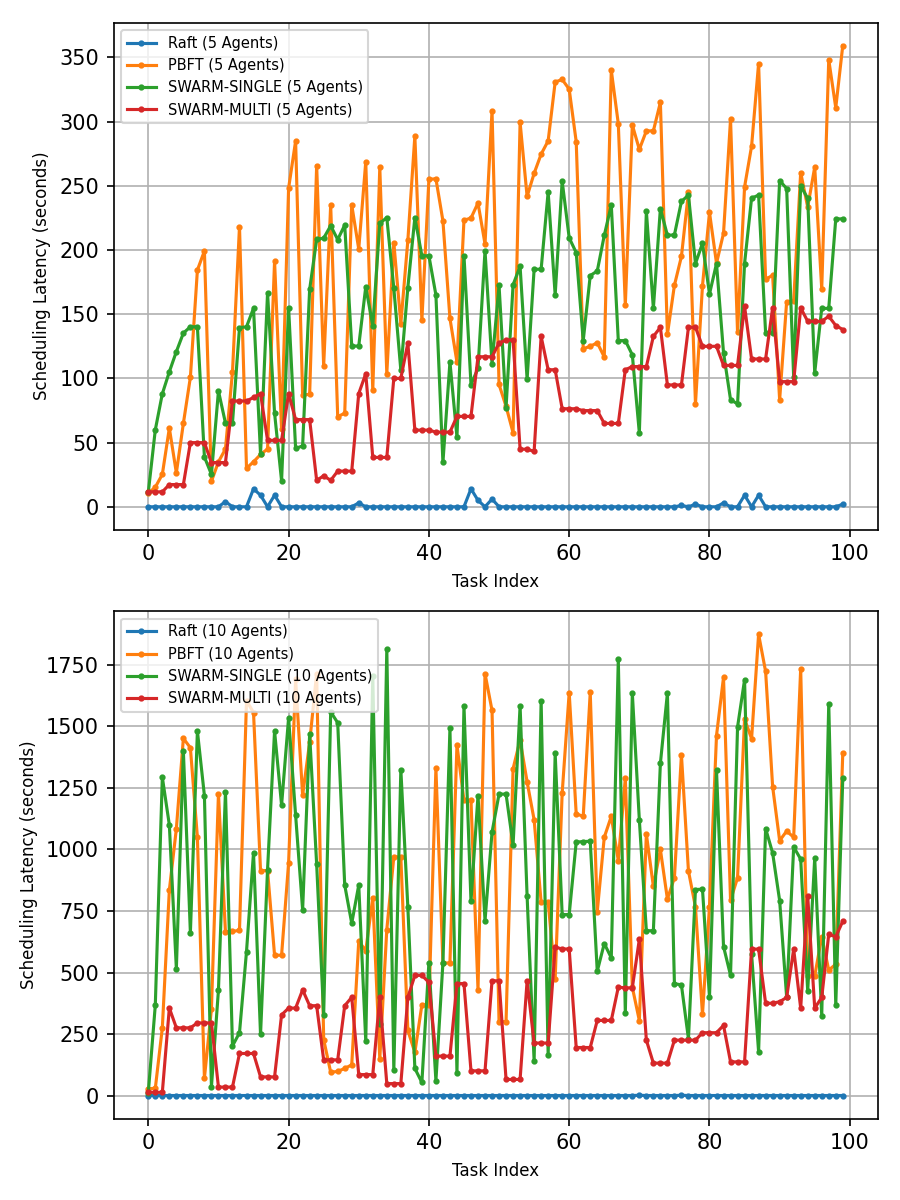 350
300
250
200
150
100
50
0
Scheduling Latency (seconds)
Raft (5 Agents)
PBFT (5 Agents)
SWARM-SINGLE (5 Agents)
SWARM-MULTI (5 Agents)
0 20 40 60 80 100
Task Index
1750
1500
1250
1000
750
500
250
0
Scheduling Latency (seconds)
Raft (10 Agents)
PBFT (10 Agents)
SWARM-SINGLE (10 Agents)
SWARM-MULTI (10 Agents)
0 20 40 60 80 100
Task Index